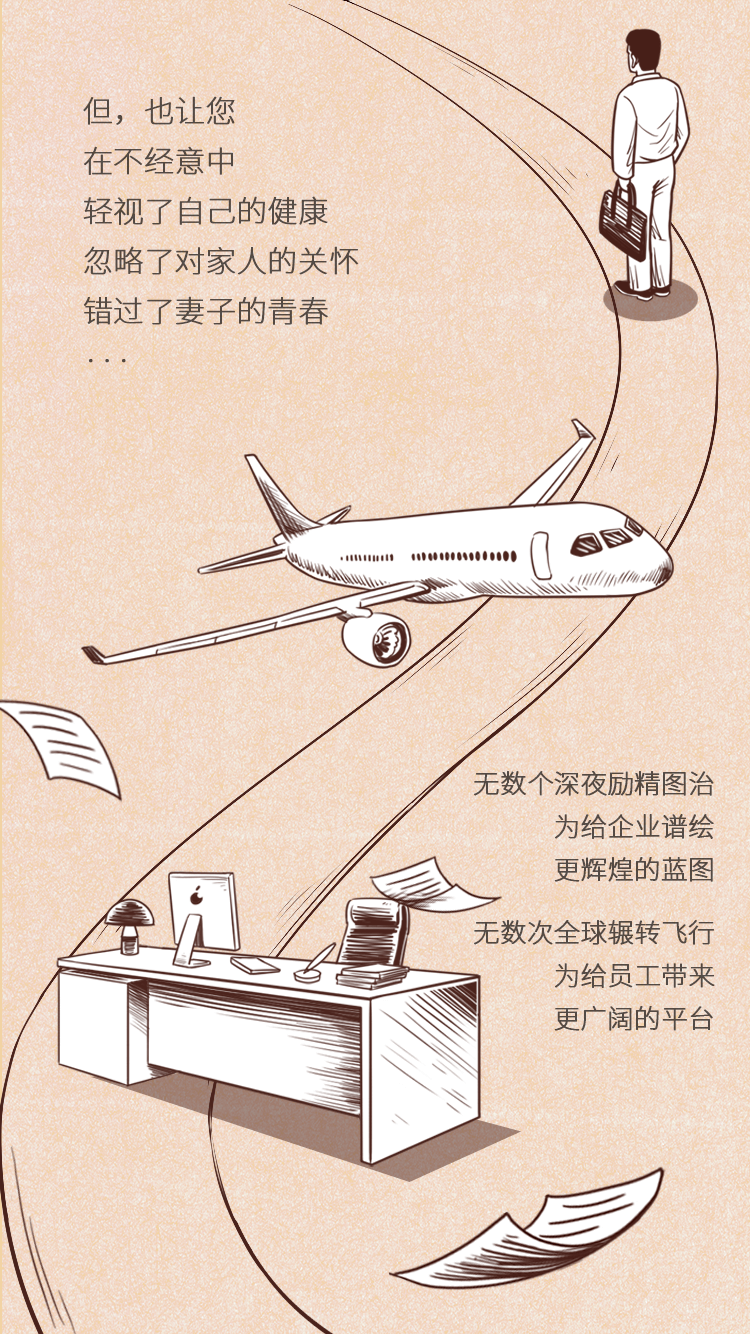 但，也让您
在不经意中
轻视了自己的健康
忽略了对家人的关怀
错过了妻子的青春
···
无数个深夜励精图治
为给企业谱绘
更辉煌的蓝图
无数次全球辗转飞行
为给员工带来
更广阔的平台